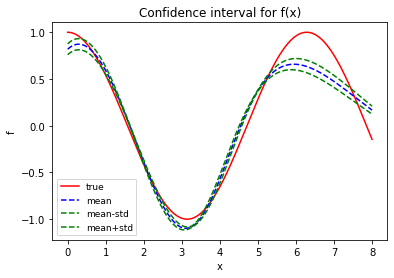 Confidence interval for f(x)
f
1.0
0.5
0.0
−0.5
−1.0
true
mean
mean-std
mean+std
0 1 2 3 4 5 6 7 8
x